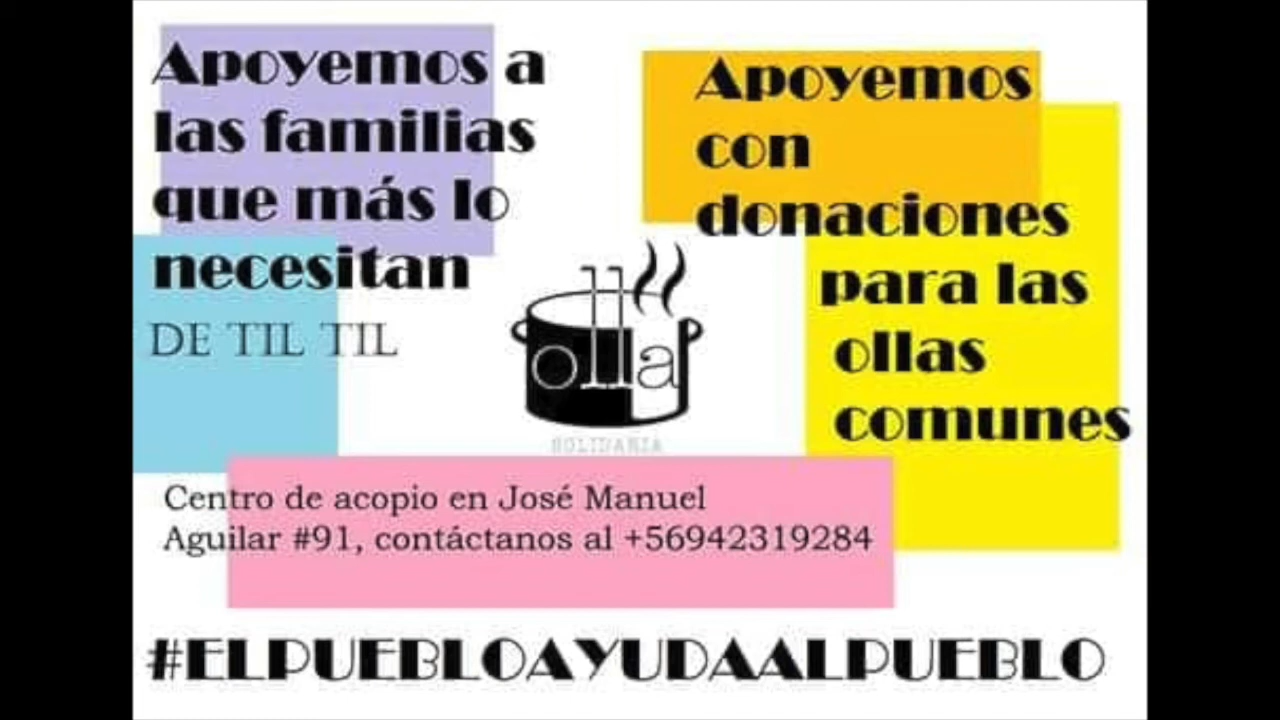 Apoyemos a
las familias
que más lo
necesitan
DE TIL TIL
Apoyemos
con
donaciones
para las
ollas
comunes
olla
SOLIDARIA
Centro de acopio en José Manuel
Aguilar #91, contáctanos al +56942319284
#ELPUEBLOAYUDAALPUEBLO